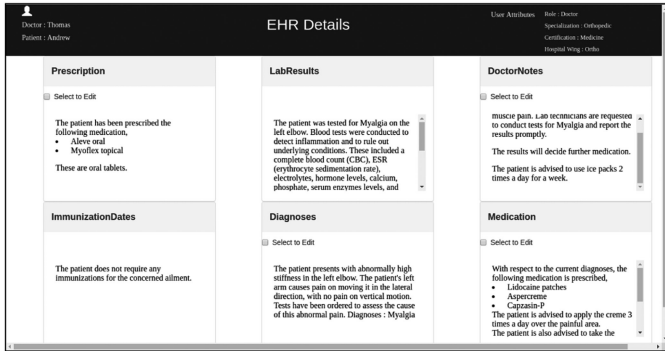 Doctor : Thomas
Patient : Andrew
EHR Details
User Attributes
Role : Doctor
Specialization : Orthopedic
Certification : Medicine
Hospital Wing : Ortho
Prescription
Select to Edit
The patient has been prescribed the
following medication,
• Aleve oral
• Myoflex topical
These are oral tablets.
LabResults
The patient was tested for Myalgia on the
left elbow. Blood tests were conducted to
detect inflammation and to rule out
underlying conditions. These included a
complete blood count (CBC), ESR
(erythrocyte sedimentation rate),
electrolytes, hormone levels, calcium,
phosphate, serum enzymes levels, and
DoctorNotes
Select to Edit
muscle pain. Lab technicians are requested
to conduct tests for Myalgia and report the
results promptly.
The results will decide further medication.
The patient is advised to use ice packs 2
times a day for a week.
ImmunizationDates
The patient does not require any
immunizations for the concerned ailment.
Diagnoses
Select to Edit
The patient presents with abnormally high
stiffness in the left elbow. The patient's left
arm causes pain on moving it in the lateral
direction, with no pain on vertical motion.
Tests have been ordered to assess the cause
of this abnormal pain. Diagnoses : Myalgia
Medication
Select to Edit
With respect to the current diagnoses, the
following medication is prescribed,
• Lidocaine patches
• Aspercreme
• Capzasin-P
The patient is advised to apply the creme 3
times a day over the painful area.
The patient is also advised to take the